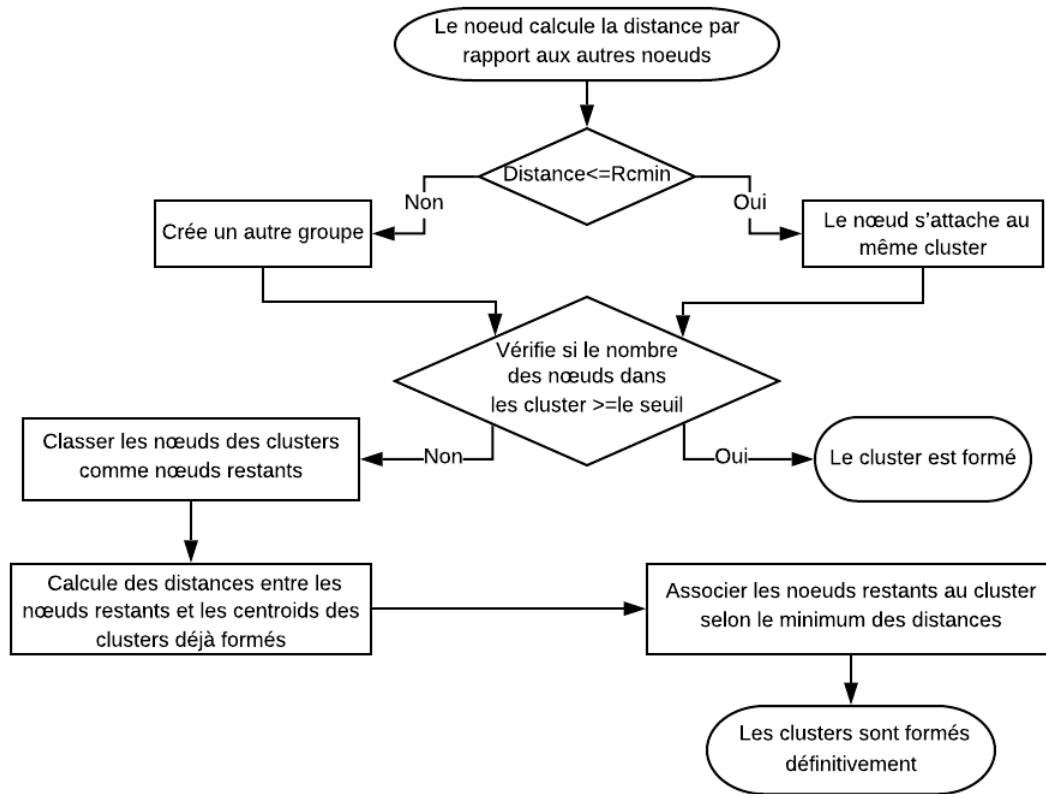 Le noeud calcule la distance par
rapport aux autres noeuds
Distance<=Rcmin
Non
Oui
Crée un autre groupe
Le nœud s'attache au
même cluster
Vérifie si le nombre
des nœuds dans
les cluster >=le seuil
Classer les nœuds des clusters
comme nœuds restants
Non
Oui
Le cluster est formé
Calcule des distances entre les
nœuds restants et les centroids des
clusters déjà formés
Associer les noeuds restants au cluster
selon le minimum des distances
Les clusters sont formés
définitivement